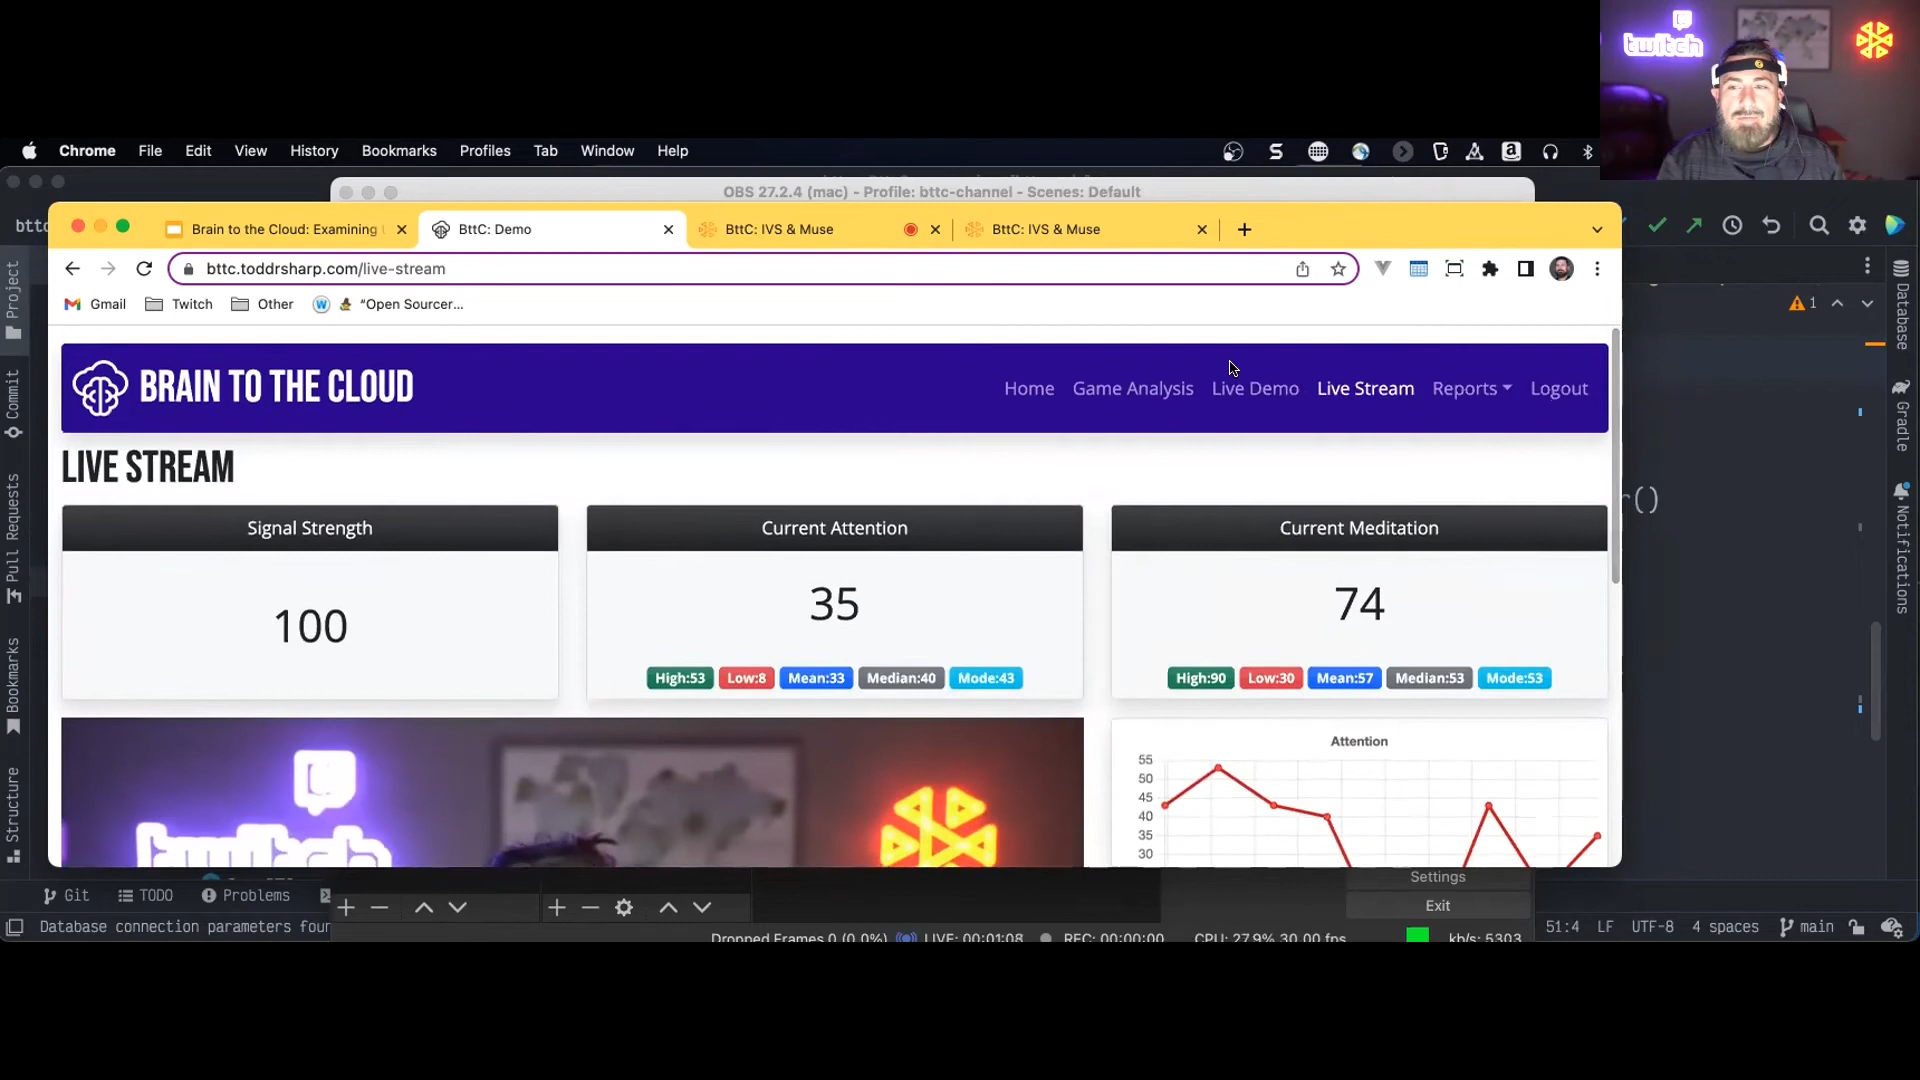 twitch
Chrome File Edit View History Bookmarks Profiles Tab Window Help
OBS 27.2.4 (mac) - Profile: bttc-channel - Scenes: Default
Brain to the Cloud: Examining
BttC: Demo
BttC: IVS & Muse
BttC: IVS & Muse
bttc.toddrsharp.com/live-stream
Gmail Twitch Other "Open Sourcer...
1
BRAIN TO THE CLOUD
Home Game Analysis Live Demo Live Stream Reports Logout
LIVE STREAM
Signal Strength
100
Current Attention
35
High:53 Low:8 Mean:33 Median:40 Mode:43
Current Meditation
74
High:90 Low:30 Mean:57 Median:53 Mode:53
Attention
55
50
45
40
35
30
Project
Commit
Pull Requests
Bookmarks
Structure
Database
Gradle
Notifications
()
Settings
Exit
Git TODO Problems
Database connection parameters four
Dropped Frames 0 (0.0%) LIVE: 00:01:08 REC: 00:00:00 CPU: 27.9% 30.00 fps kb/s: 5303
51:4 LF UTF-8 4 spaces main